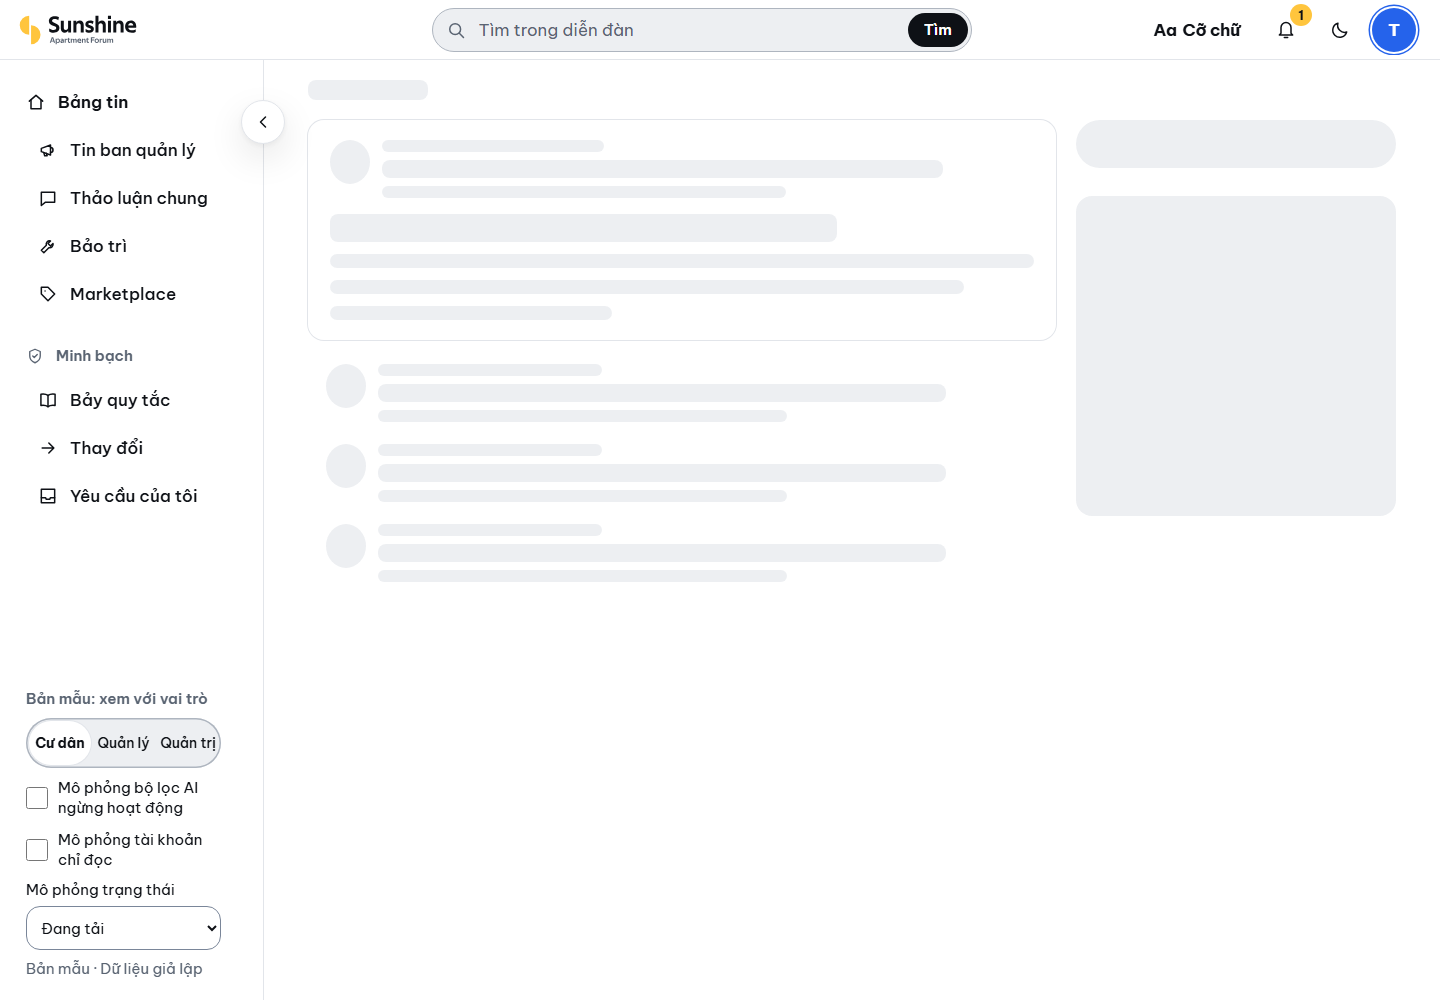 Sunshine
Apartment Forum
Tìm trong diễn đàn
Tìm
Aa Cỡ chữ
1
T
Bảng tin
Tin ban quản lý
Thảo luận chung
Bảo trì
Marketplace
Minh bạch
Bảy quy tắc
Thay đổi
Yêu cầu của tôi
Bản mẫu: xem với vai trò
Cư dân
Quản lý
Quản trị
Mô phỏng bộ lọc AI
ngừng hoạt động
Mô phỏng tài khoản
chỉ đọc
Mô phỏng trạng thái
Đang tải
Bản mẫu · Dữ liệu giả lập